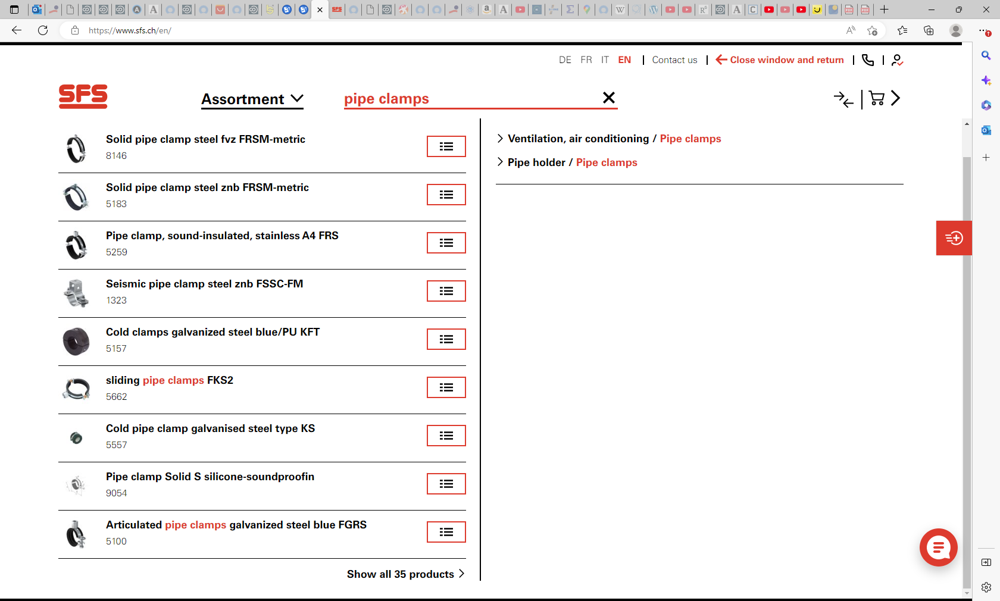 https://www.sfs.ch/en/
DE FR IT EN Contact us Close window and return
SFS
Assortment
pipe clamps
Solid pipe clamp steel fvz FRSM-metric
8146
Solid pipe clamp steel znb FRSM-metric
5183
Pipe clamp, sound-insulated, stainless A4 FRS
5259
Seismic pipe clamp steel znb FSSC-FM
1323
Cold clamps galvanized steel blue/PU KFT
5157
sliding pipe clamps FKS2
5662
Cold pipe clamp galvanised steel type KS
5557
Pipe clamp Solid S silicone-soundproofin
9054
Articulated pipe clamps galvanized steel blue FGRS
5100
Show all 35 products
Ventilation, air conditioning / Pipe clamps
Pipe holder / Pipe clamps